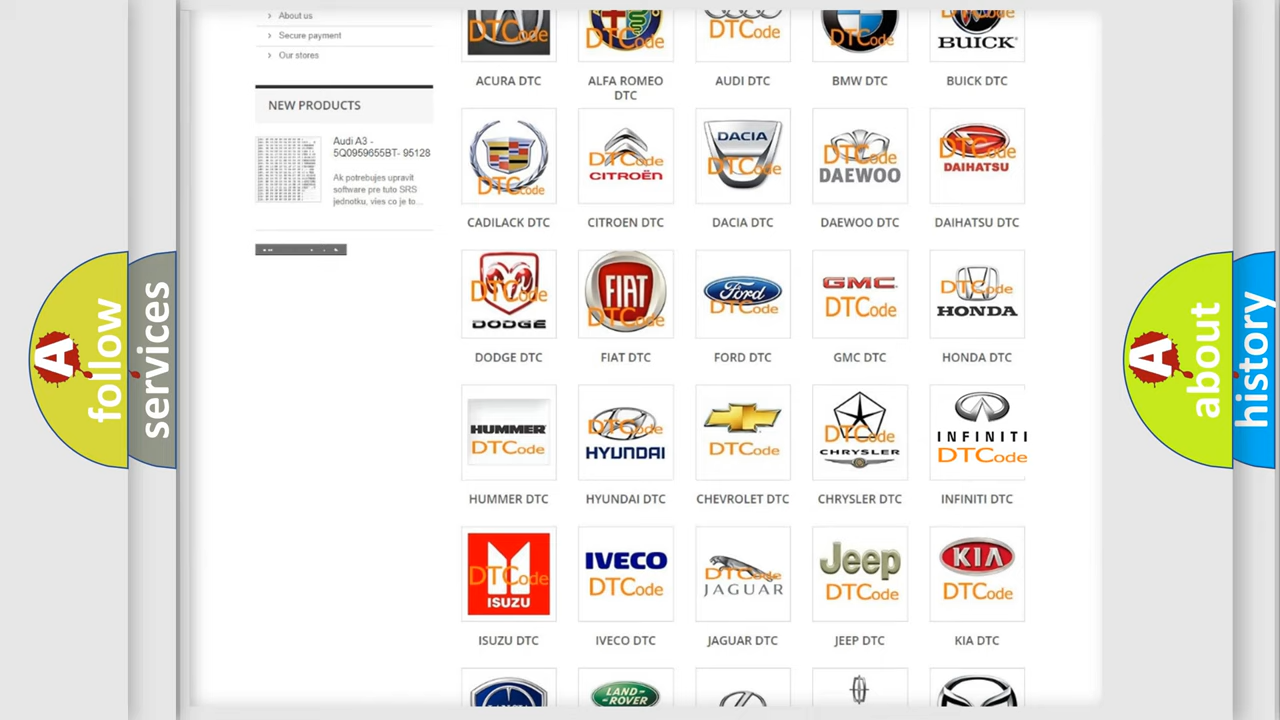 About us
Secure payment
Our stores
NEW PRODUCTS
Audi A3 -
5Q0959655BT- 95128
Ak potrebujes upravit
software pre tuto SRS
jednotku, vies co je to...
DTCode
DTCode
DTCode
DTCode
BUICK
ACURA DTC
ALFA ROMEO
DTC
AUDI DTC
BMW DTC
BUICK DTC
DTCode
DTCode
CITROËN
DACIA
DTCode
DTCode
DAEWOO
DTCode
DAIHATSU
CADILACK DTC
CITROEN DTC
DACIA DTC
DAEWOO DTC
DAIHATSU DTC
DTCode
DODGE
FIAT
DTCode
Ford
DTCode
GMC
DTCode
DTCode
HONDA
DODGE DTC
FIAT DTC
FORD DTC
GMC DTC
HONDA DTC
HUMMER
DTCode
DTCode
HYUNDAI
DTCode
DTCode
CHRYSLER
INFINITI
DTCode
HUMMER DTC
HYUNDAI DTC
CHEVROLET DTC
CHRYSLER DTC
INFINITI DTC
DTCode
ISUZU
IVECO
DTCode
DTCode
JAGUAR
Jeep
DTCode
KIA
DTCode
ISUZU DTC
IVECO DTC
JAGUAR DTC
JEEP DTC
KIA DTC
LAND-
ROVER
A
follow
services
A
about
history